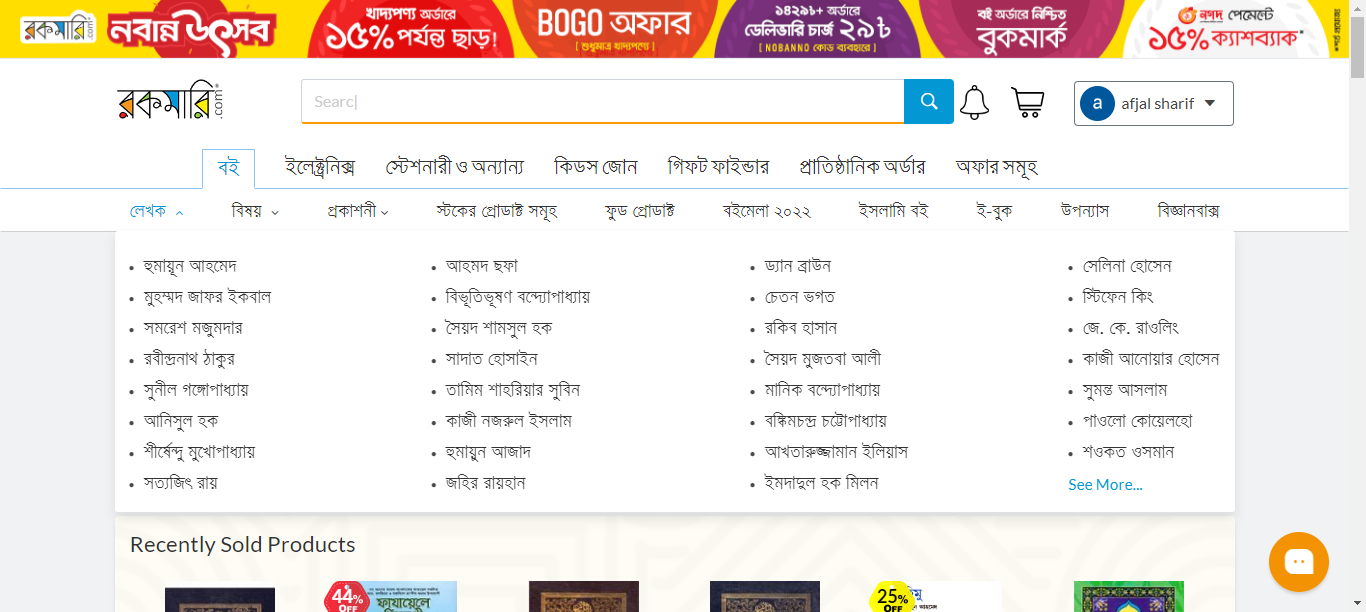 রকমারি.com নবান্ন উৎসব খাদ্যপণ্য অর্ডারে ১৫% পর্যন্ত ছাড়! BOGO অফার [ শুধুমাত্র খাদ্যপণ্যে ] ১৪২৯৳+ অর্ডারে ডেলিভারি চার্জ ২৯৳ [ NOBANNO কোড ব্যবহারে ] বই অর্ডারে নিশ্চিত বুকমার্ক নগদ পেমেন্টে ১৫% ক্যাশব্যাক* *শর্ত প্রযোজ্য
রকমারি.com Searc a afjal sharif
বই ইলেক্ট্রনিক্স স্টেশনারী ও অন্যান্য কিডস জোন গিফট ফাইন্ডার প্রাতিষ্ঠানিক অর্ডার অফার সমূহ
লেখক বিষয় প্রকাশনী স্টকের প্রোডাক্ট সমূহ ফুড প্রোডাক্ট বইমেলা ২০২২ ইসলামি বই ই-বুক উপন্যাস বিজ্ঞানবাক্স
হুমায়ূন আহমেদ আহমদ ছফা ড্যান ব্রাউন সেলিনা হোসেন
মুহম্মদ জাফর ইকবাল বিভূতিভূষণ বন্দ্যোপাধ্যায় চেতন ভগত স্টিফেন কিং
সমরেশ মজুমদার সৈয়দ শামসুল হক রকিব হাসান জে. কে. রাওলিং
রবীন্দ্রনাথ ঠাকুর সাদাত হোসাইন সৈয়দ মুজতবা আলী কাজী আনোয়ার হোসেন
সুনীল গঙ্গোপাধ্যায় তামিম শাহরিয়ার সুবিন মানিক বন্দ্যোপাধ্যায় সুমন্ত আসলাম
আনিসুল হক কাজী নজরুল ইসলাম বঙ্কিমচন্দ্র চট্টোপাধ্যায় পাওলো কোয়েলহো
শীর্ষেন্দু মুখোপাধ্যায় হুমায়ুন আজাদ আখতারুজ্জামান ইলিয়াস শওকত ওসমান
সত্যজিৎ রায় জহির রায়হান ইমদাদুল হক মিলন See More...
Recently Sold Products
44% OFF ফাযায়েলে 25% OFF